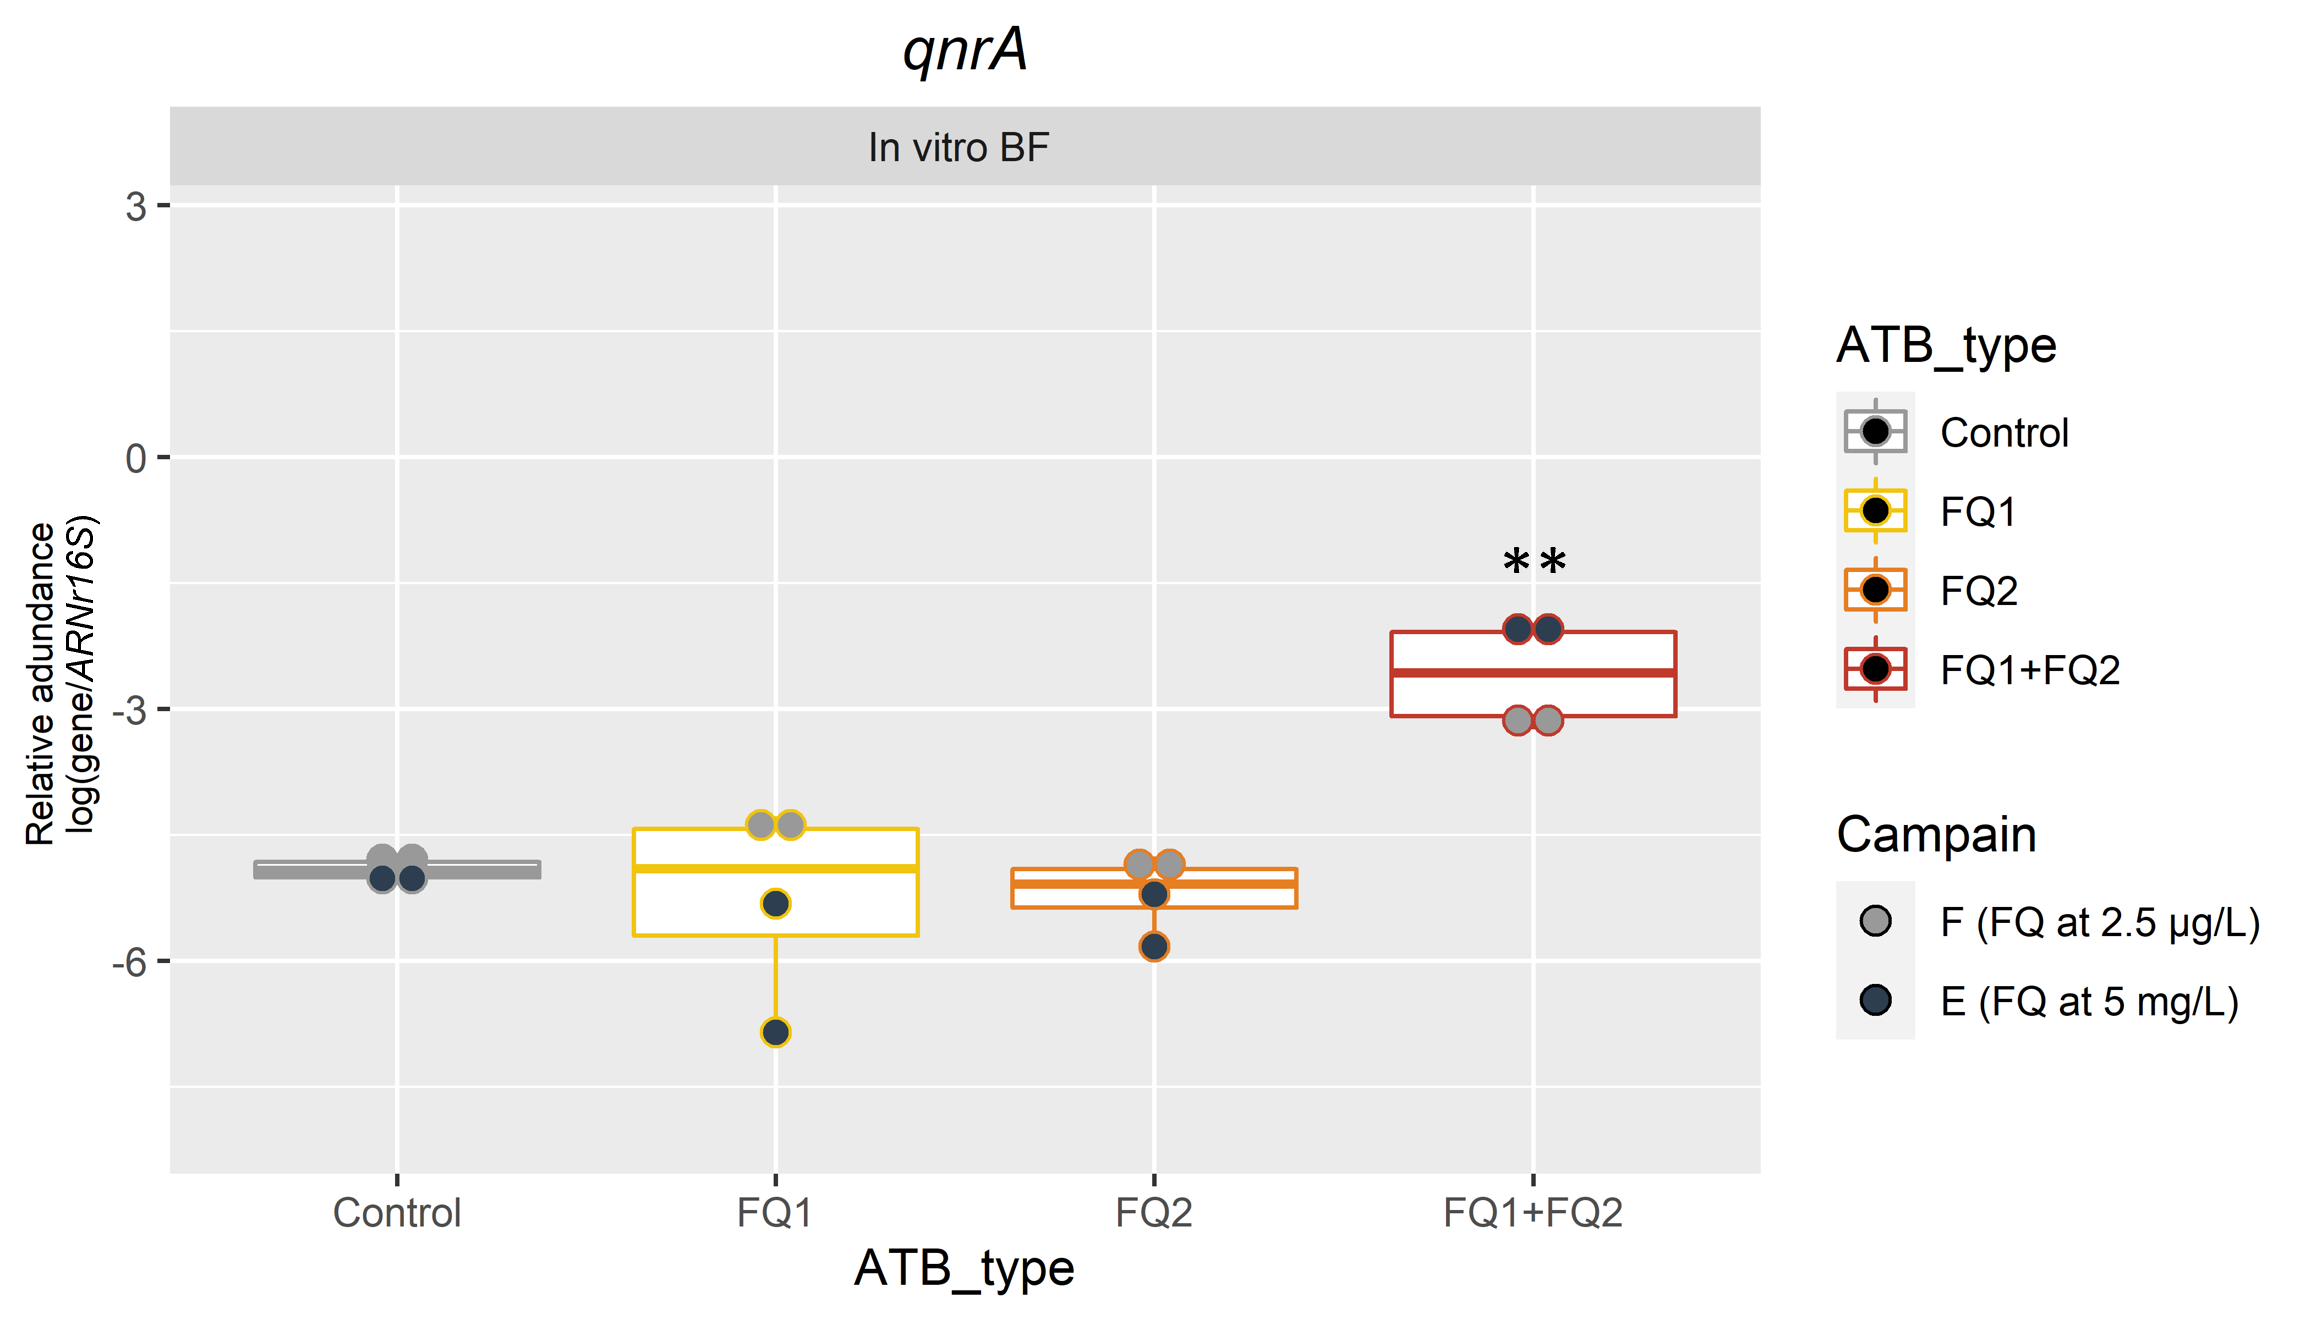 qnrA
In vitro BF
3
0
-3
-6
Relative adundance
log(gene/ARNr16S)
**
Control
FQ1
FQ2
FQ1+FQ2
ATB_type
ATB_type
Control
FQ1
FQ2
FQ1+FQ2
Campain
F (FQ at 2.5 µg/L)
E (FQ at 5 mg/L)